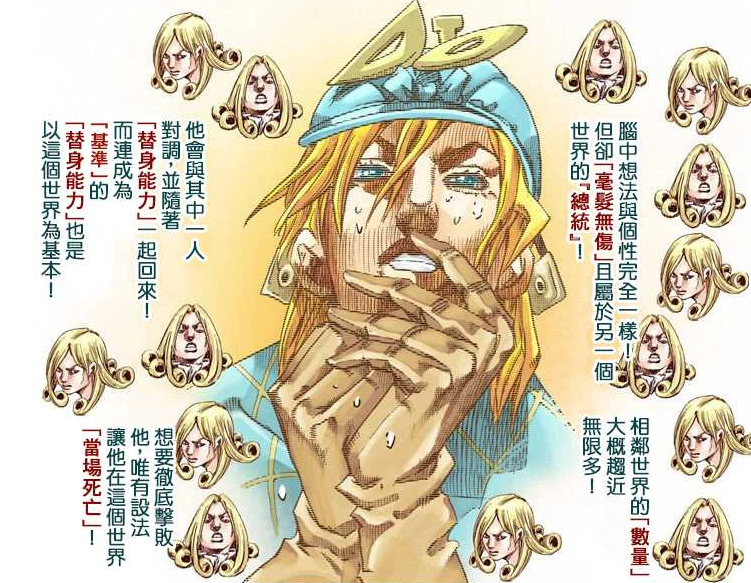 DIO
腦中想法與個性完全一樣！
但卻「毫髮無傷」且屬於另一個
世界的『總統』！
相鄰世界的「數量」
大概趨近
無限多！
他會與其中一人
對調，並隨著
「替身能力」一起回來！
而連成為
『基準』的
「替身能力」也是
以這個世界為基本！
想要徹底擊敗
他，唯有設法
讓他在這個世界
「當場死亡」！